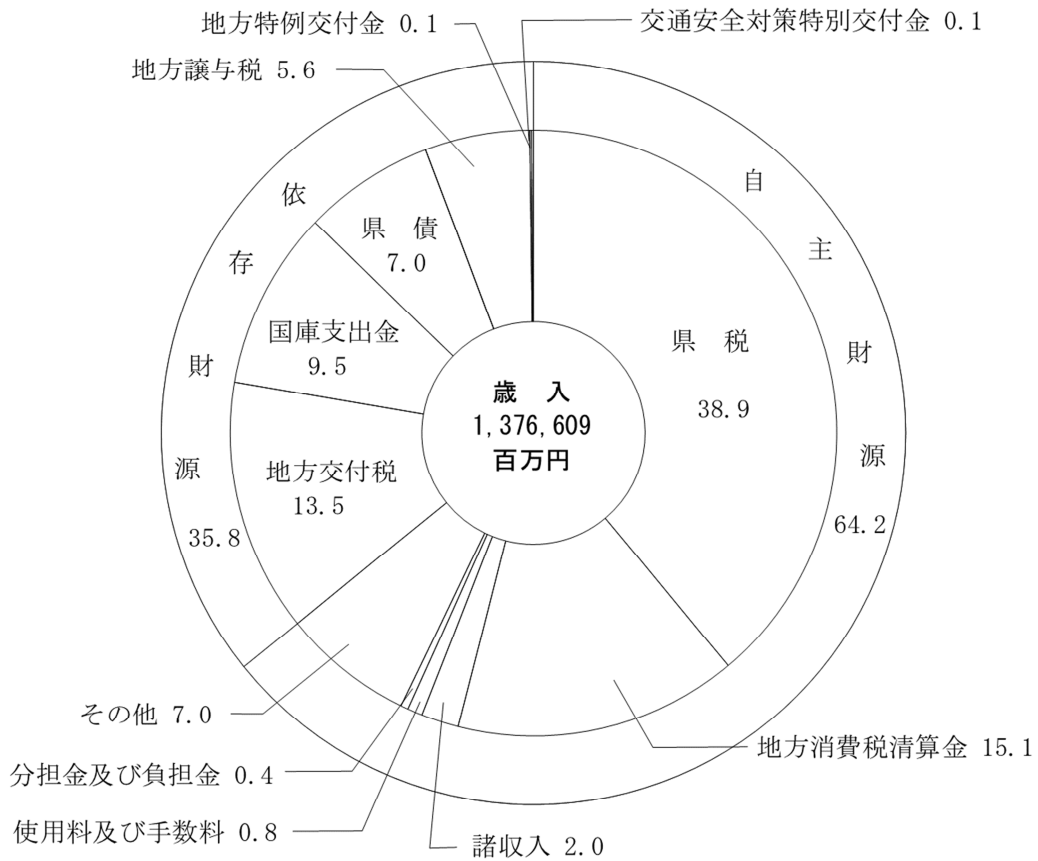 地方特例交付金 0.1
交通安全対策特別交付金 0.1
地方譲与税 5.6
自主財源
64.2
依存財源
35.8
県　債
7.0
国庫支出金
9.5
地方交付税
13.5
県　税
38.9
歳　入
1,376,609
百万円
その他 7.0
分担金及び負担金 0.4
使用料及び手数料 0.8
諸収入 2.0
地方消費税清算金 15.1